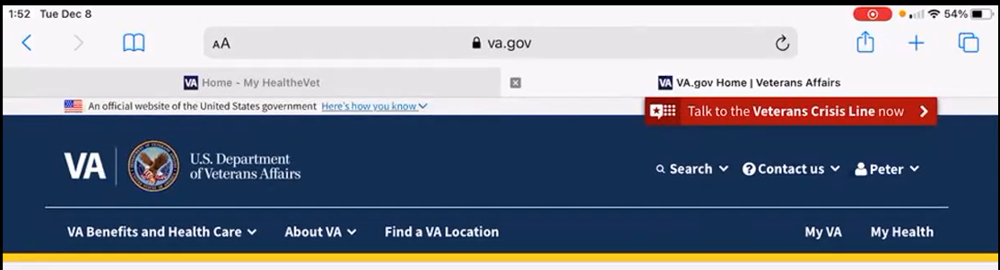 1:52 Tue Dec 8 54%
AA va.gov
VA Home - My HealtheVet VA VA.gov Home | Veterans Affairs
An official website of the United States government Here's how you know
Talk to the Veterans Crisis Line now
VA U.S. Department
of Veterans Affairs
Search Contact us Peter
VA Benefits and Health Care About VA Find a VA Location My VA My Health